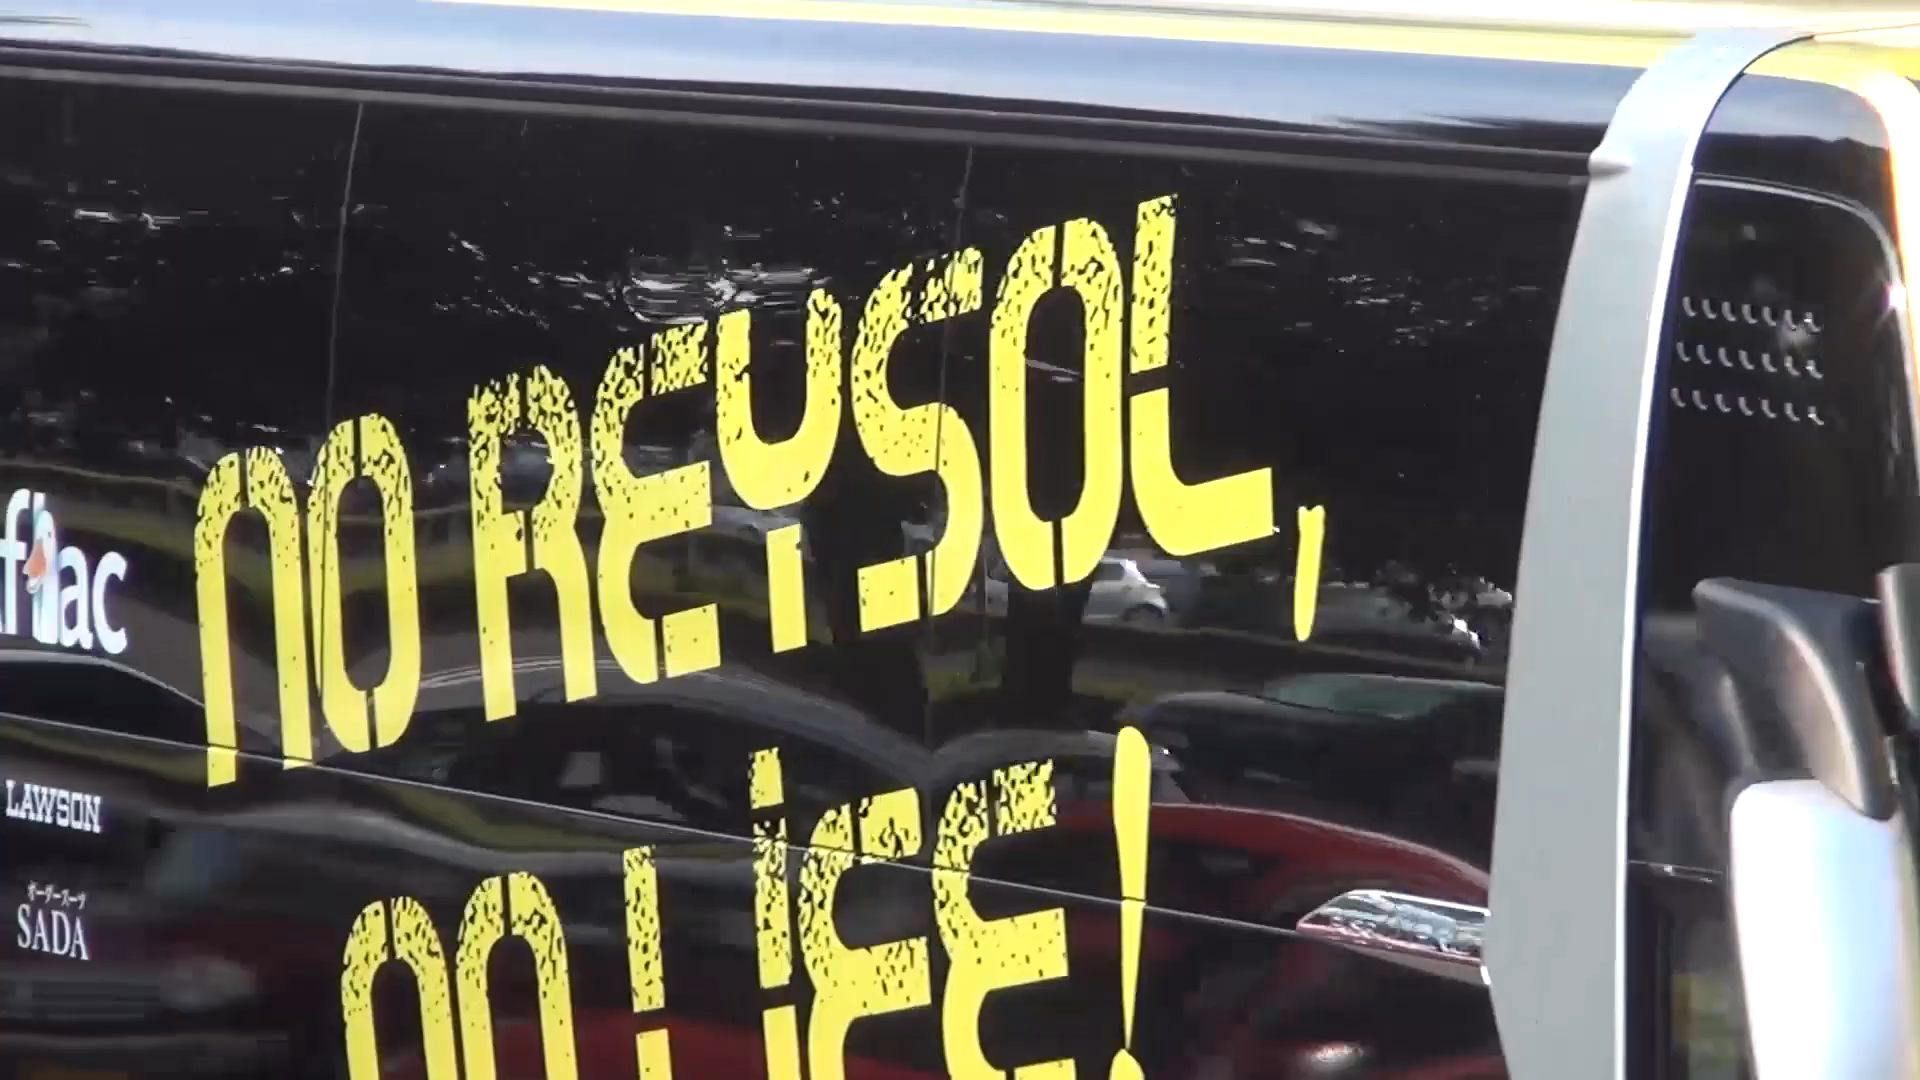 NO REYSOL,
NO LIFE!
Aflac
LAWSON
オーダースーツ
SADA